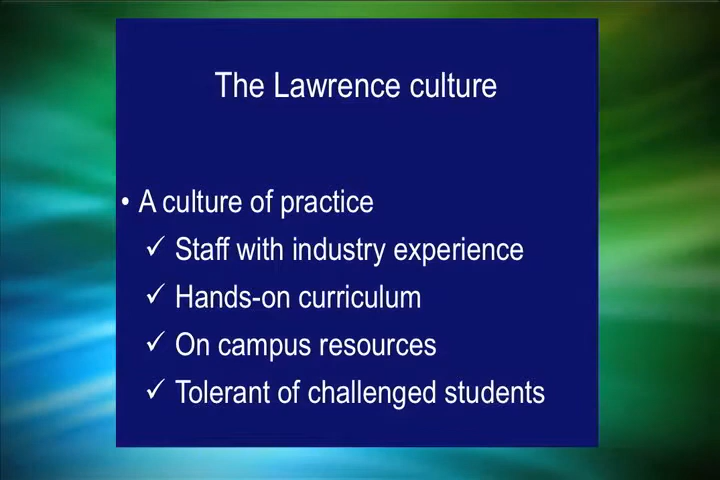 The Lawrence culture
• A culture of practice
✓ Staff with industry experience
✓ Hands-on curriculum
✓ On campus resources
✓ Tolerant of challenged students